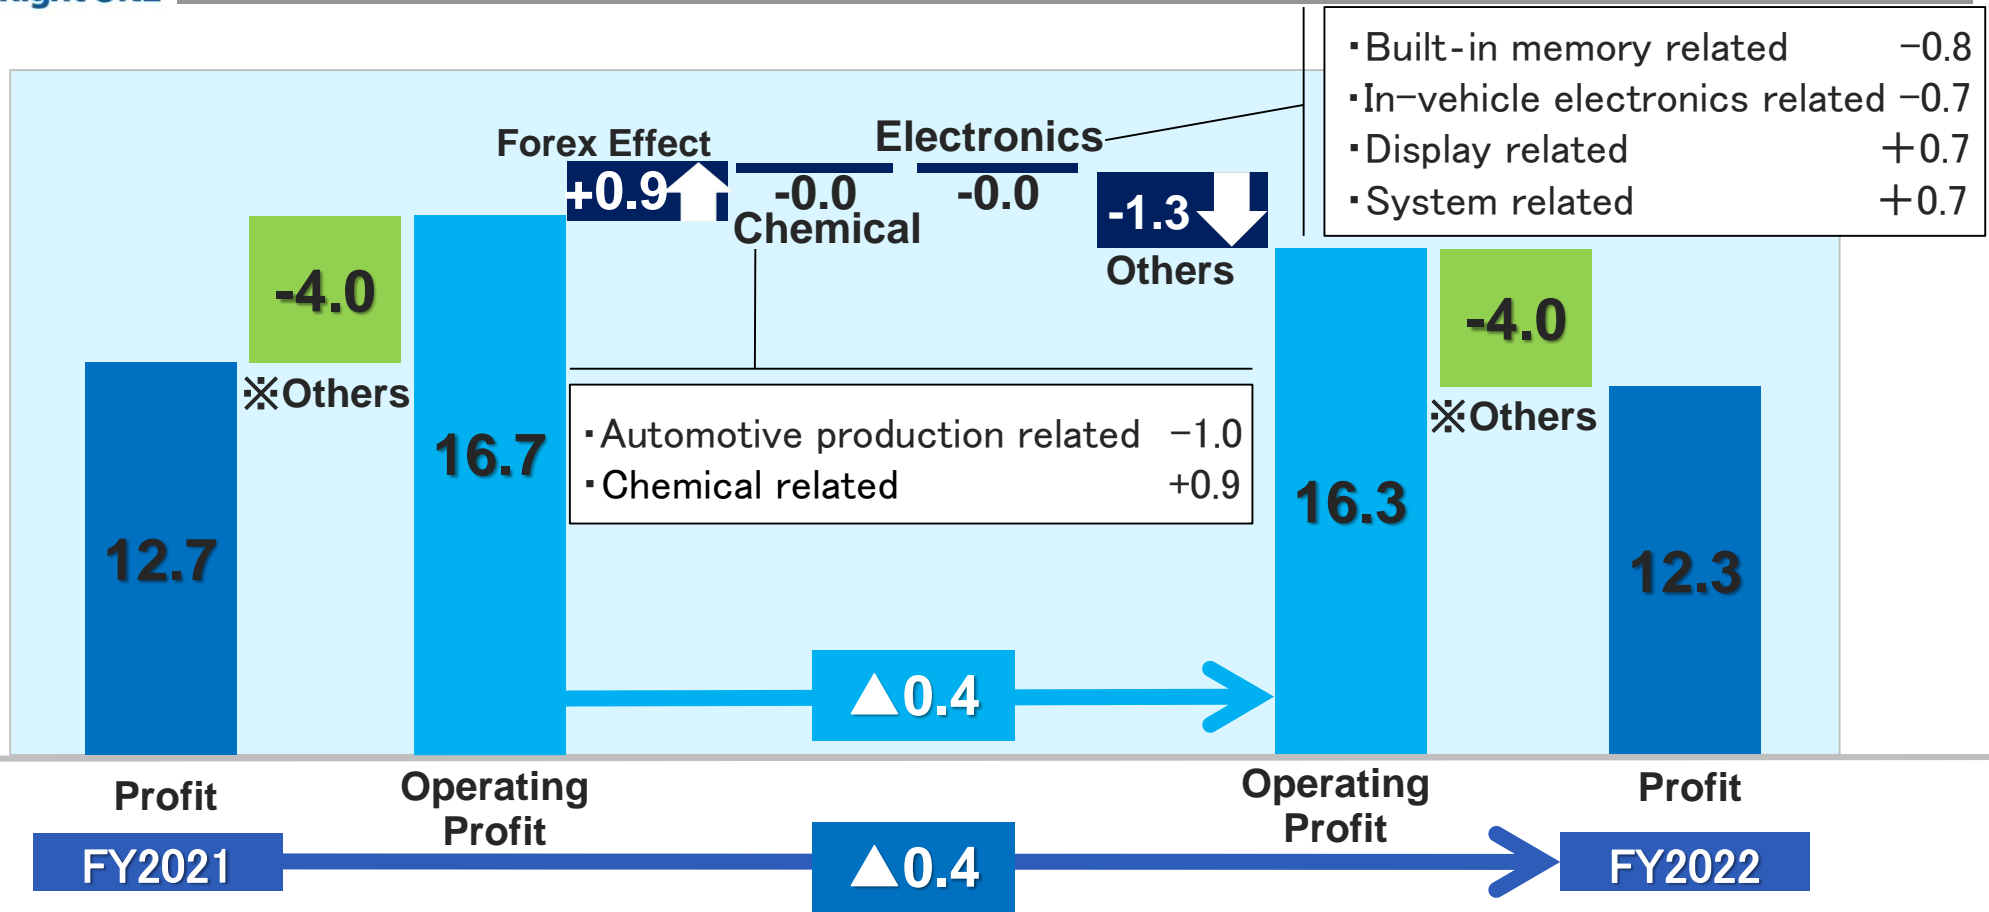 ・Built-in memory related −0.8
・In-vehicle electronics related −0.7
・Display related +0.7
・System related +0.7
Forex Effect
Electronics
+0.9
-0.0
-0.0
-1.3
Chemical
Others
-4.0
-4.0
※Others
※Others
・Automotive production related −1.0
・Chemical related +0.9
12.7
16.7
16.3
12.3
△0.4
Profit
Operating
Profit
Operating
Profit
Profit
FY2021
△0.4
FY2022